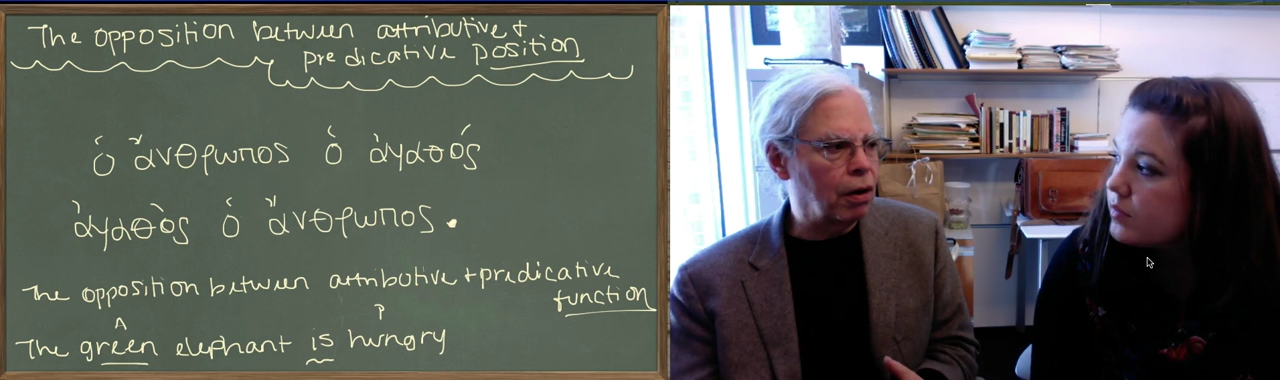 The opposition between attributive +
predicative position
ὁ ἄνθρωπος ὁ ἀγαθός
ἀγαθὸς ὁ ἄνθρωπος.
The opposition between attributive + predicative
function
A P
The green elephant is hungry